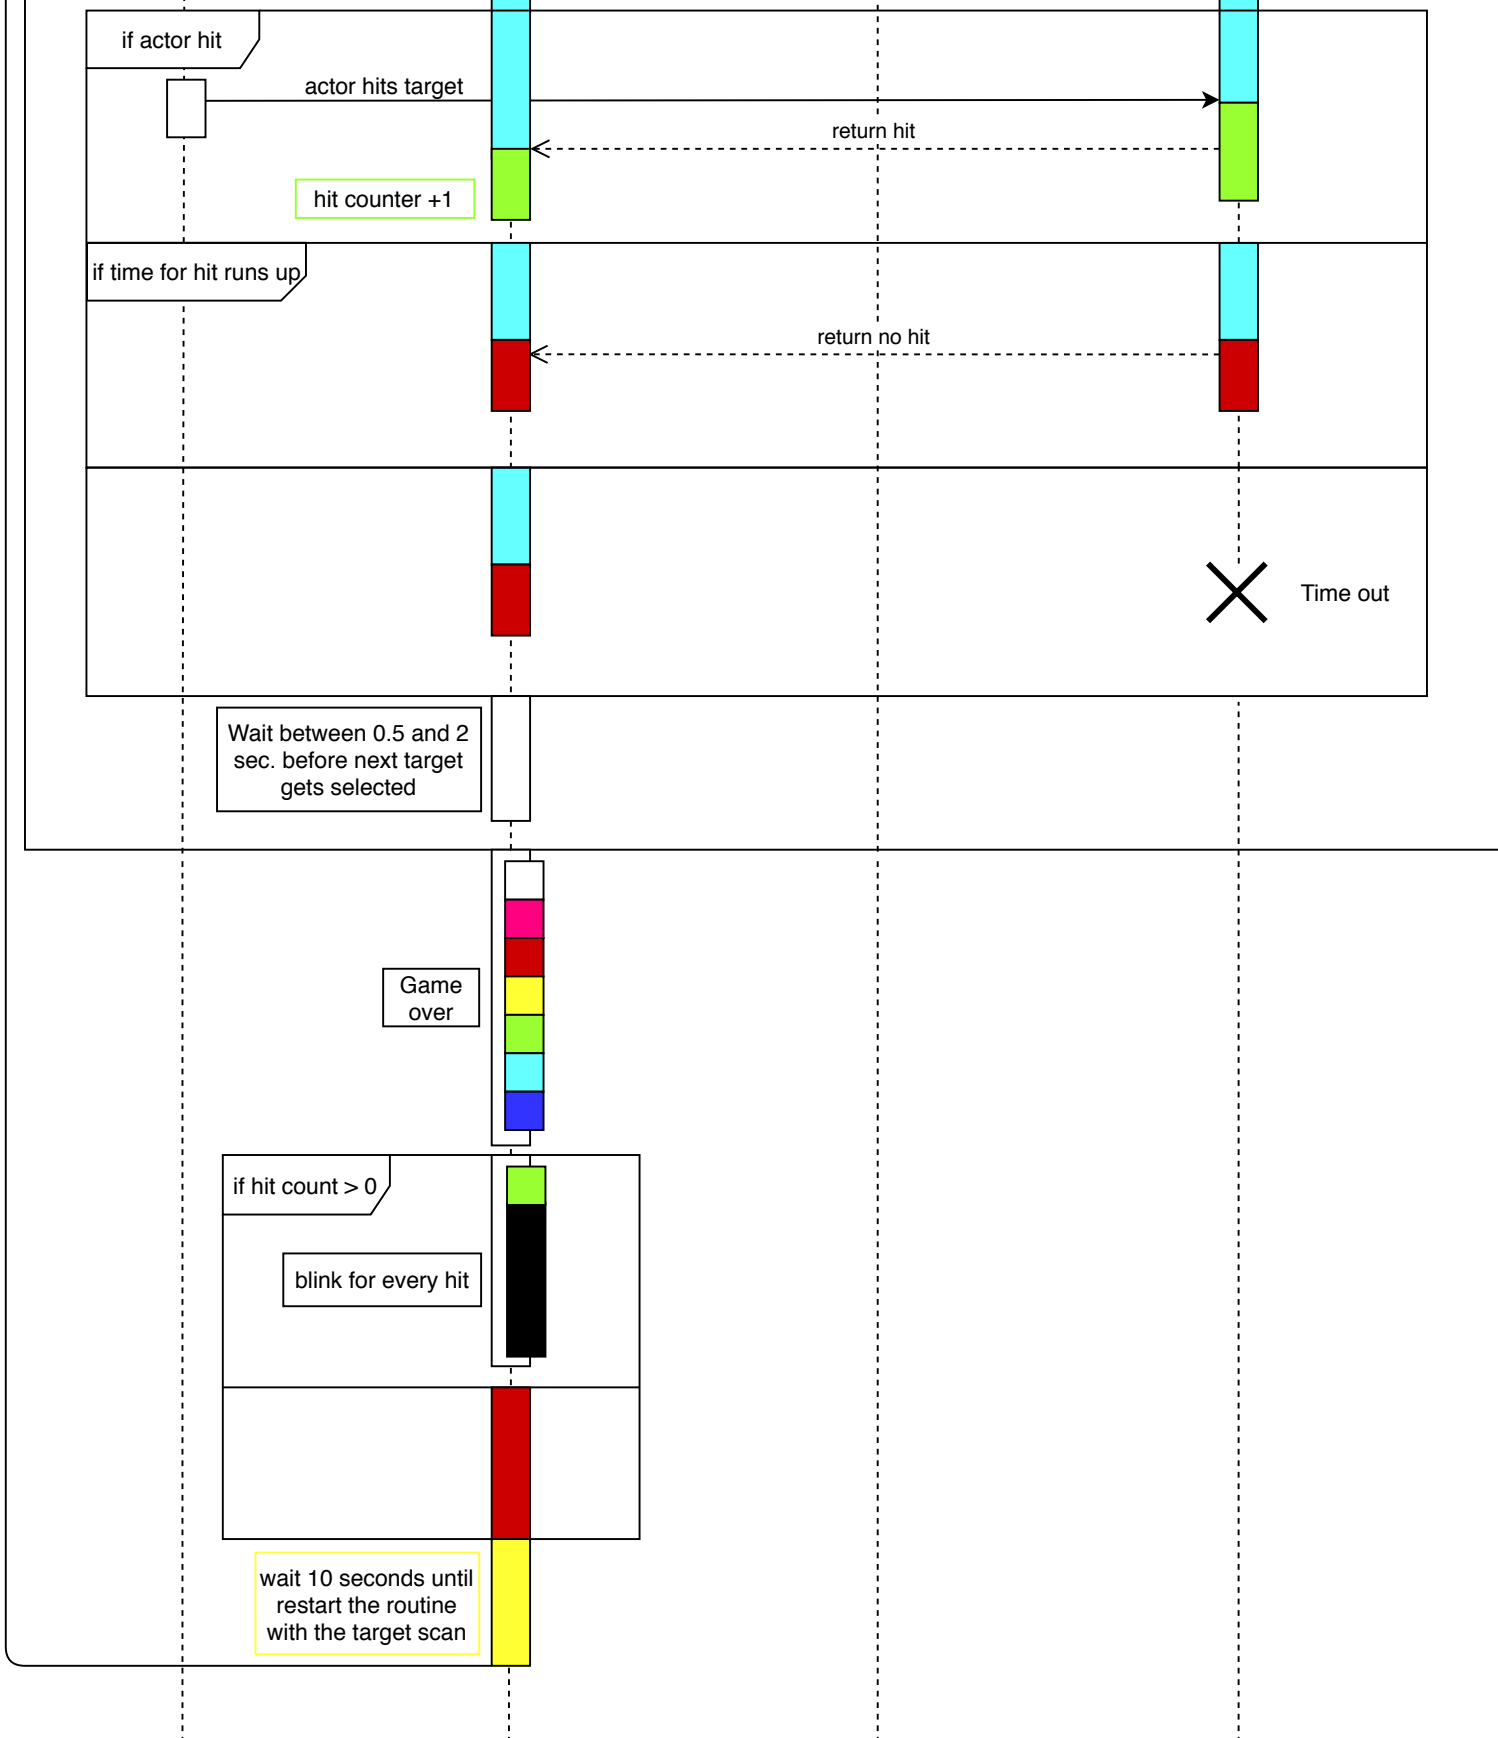 if actor hit
actor hits target
return hit
hit counter +1
if time for hit runs up
return no hit
Time out
Wait between 0.5 and 2
sec. before next target
gets selected
Game
over
if hit count > 0
blink for every hit
wait 10 seconds until
restart the routine
with the target scan